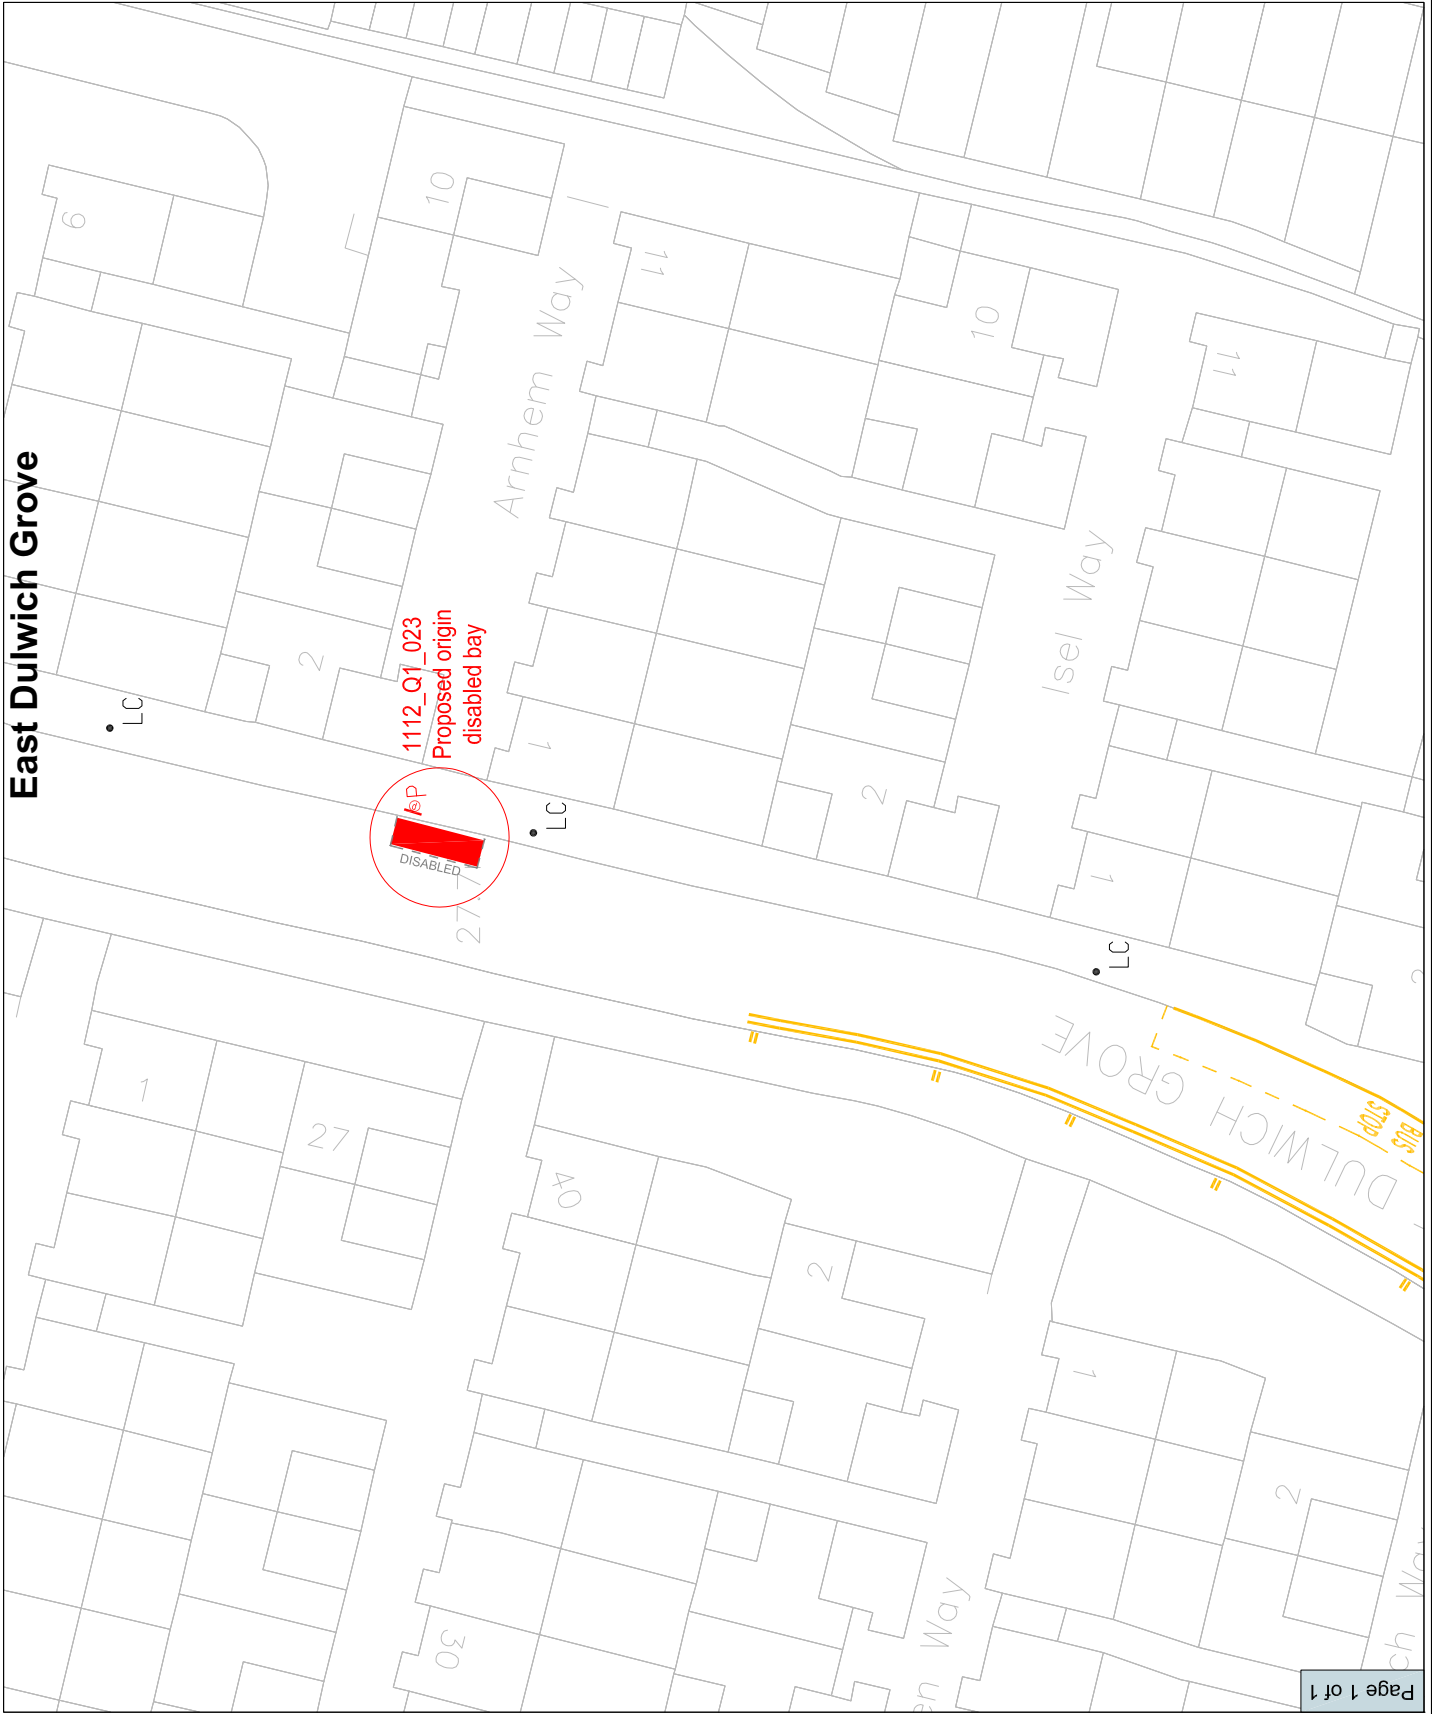 East Dulwich Grove
6
10
11
Arnhem Way
10
11
Isel Way
2
LC
1112_Q1_023
Proposed origin
disabled bay
P
DISABLED
1
LC
2
1
LC
DULWICH GROVE
BUS
STOP
1
27
40
2
1
2
30
Way
Page 1 of 1